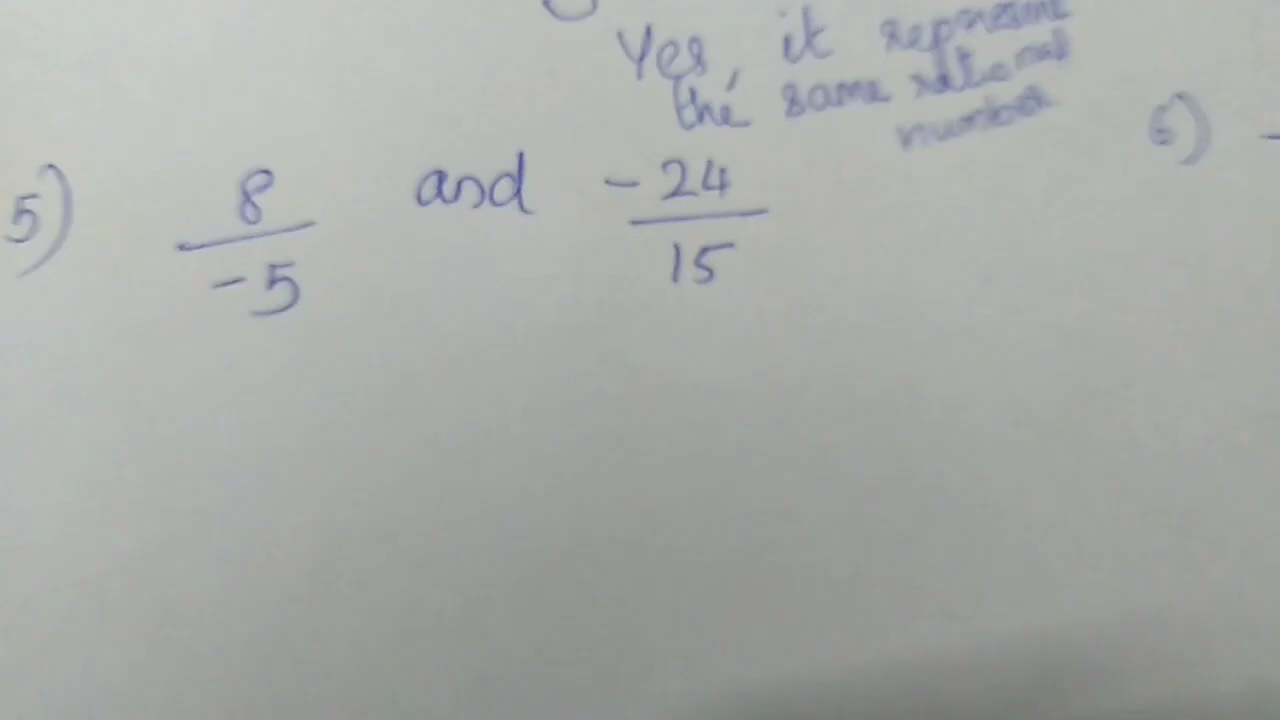 Yes, it represent
the same rational
number
5) 8/-5 and -24/15
6) -